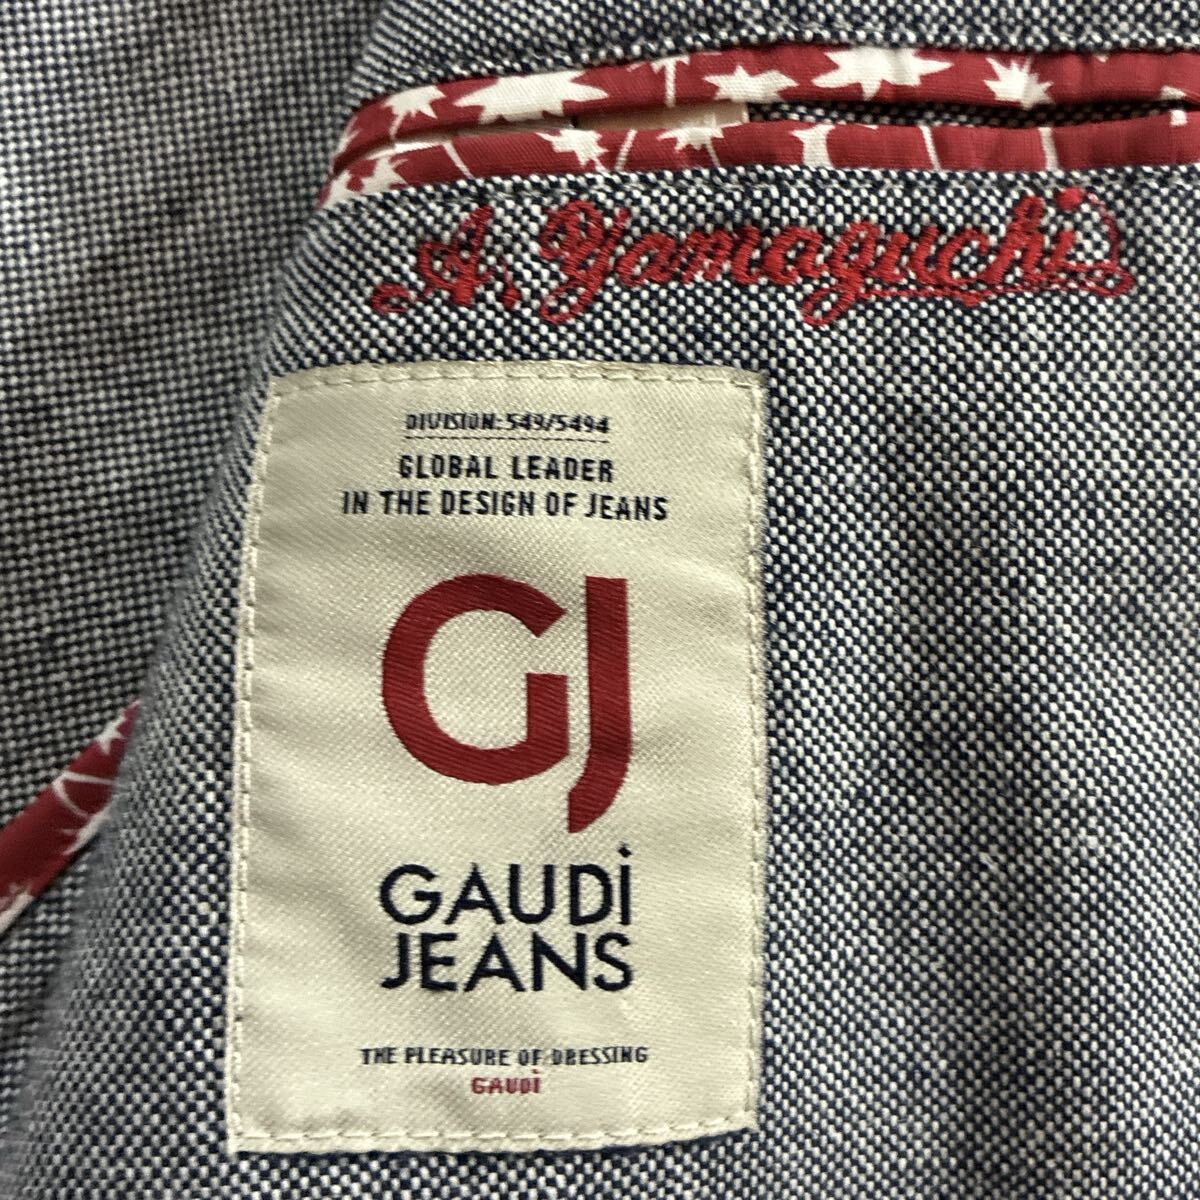 A, Yamaguchi
DIVISION: 549/5494
GLOBAL LEADER
IN THE DESIGN OF JEANS
GJ
GAUDi
JEANS
THE PLEASURE OF DRESSING
GAUDi